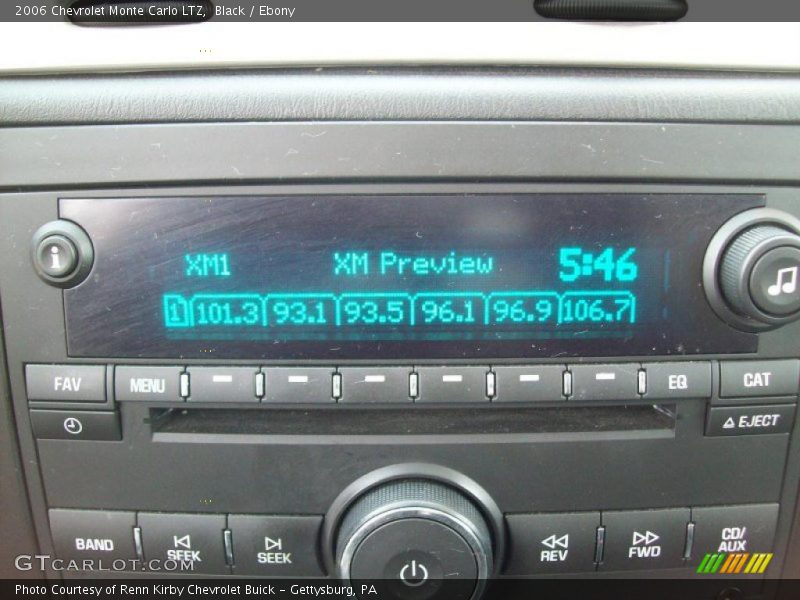 2006 Chevrolet Monte Carlo LTZ, Black / Ebony
i
XM1 XM Preview 5:46
1 101.3 93.1 93.5 96.1 96.9 106.7
FAV MENU EQ CAT
EJECT
BAND SEEK SEEK REV FWD CD/AUX
GTCARLOT.COM
Photo Courtesy of Renn Kirby Chevrolet Buick – Gettysburg, PA